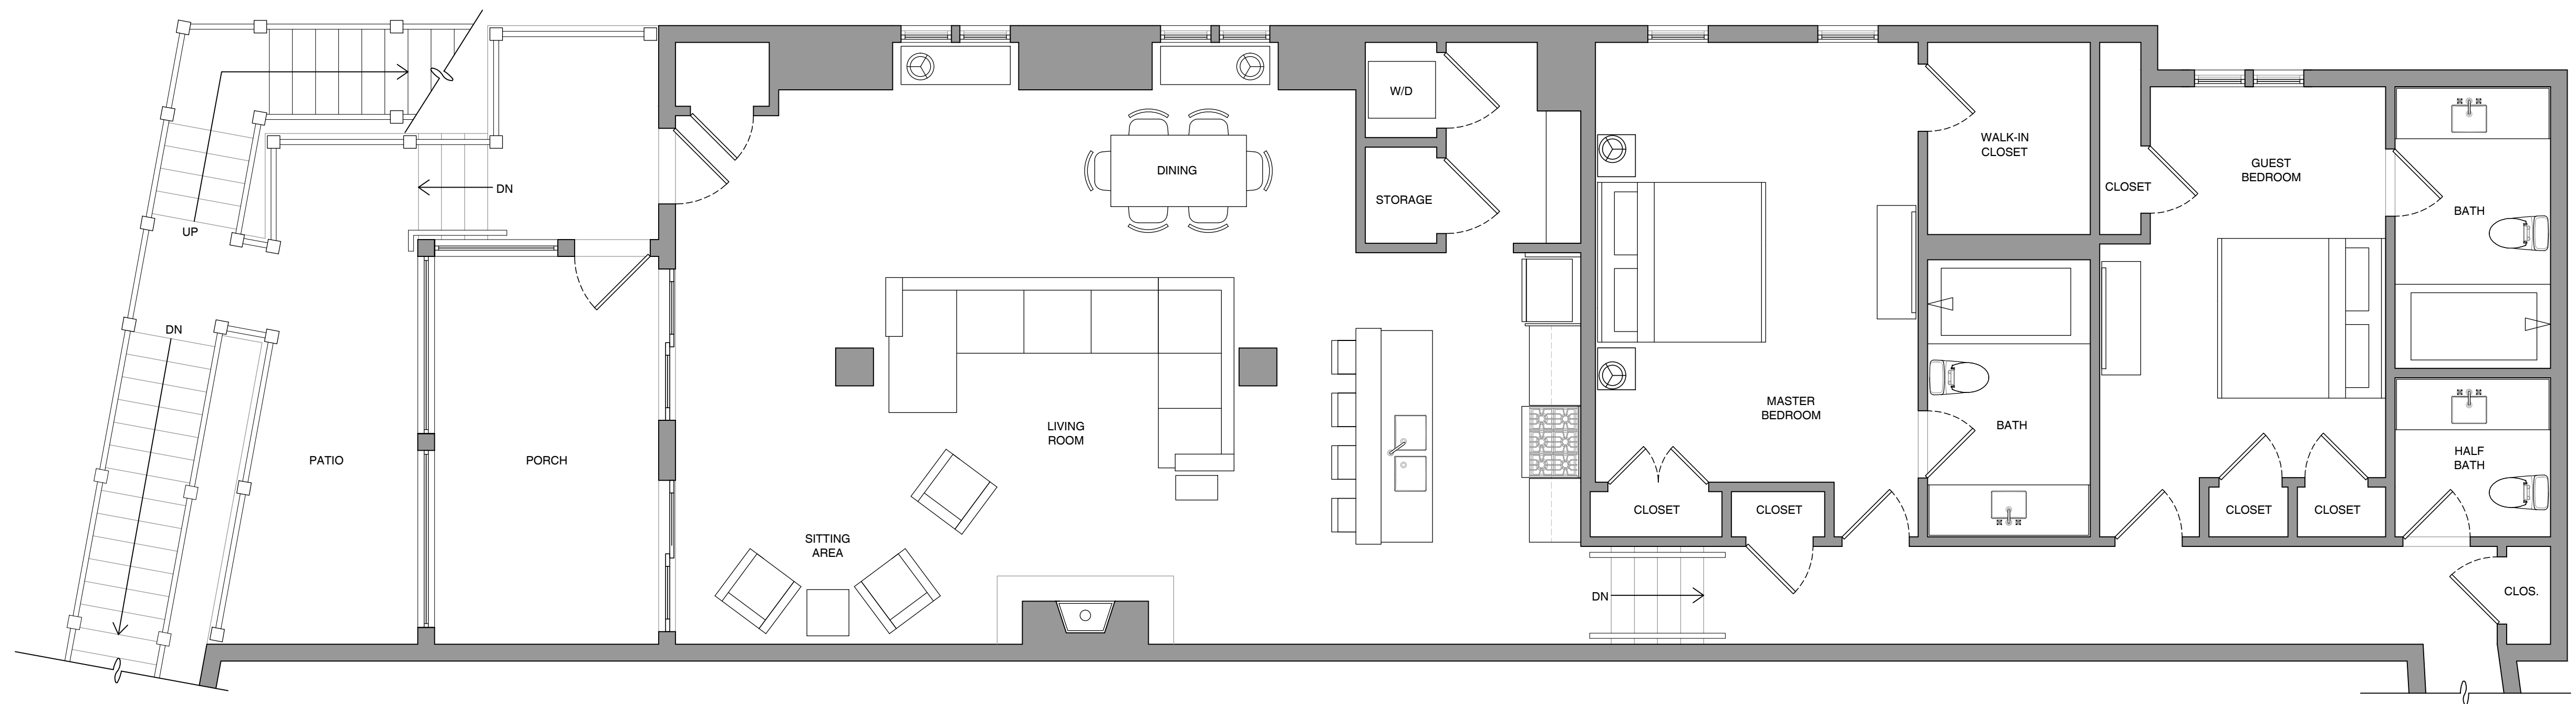 W/D
WALK-IN
CLOSET
GUEST
BEDROOM
DINING
DN
CLOSET
STORAGE
BATH
UP
DN
MASTER
BEDROOM
LIVING
ROOM
BATH
PATIO
PORCH
HALF
BATH
CLOSET
CLOSET
CLOSET
CLOSET
SITTING
AREA
DN
CLOS.